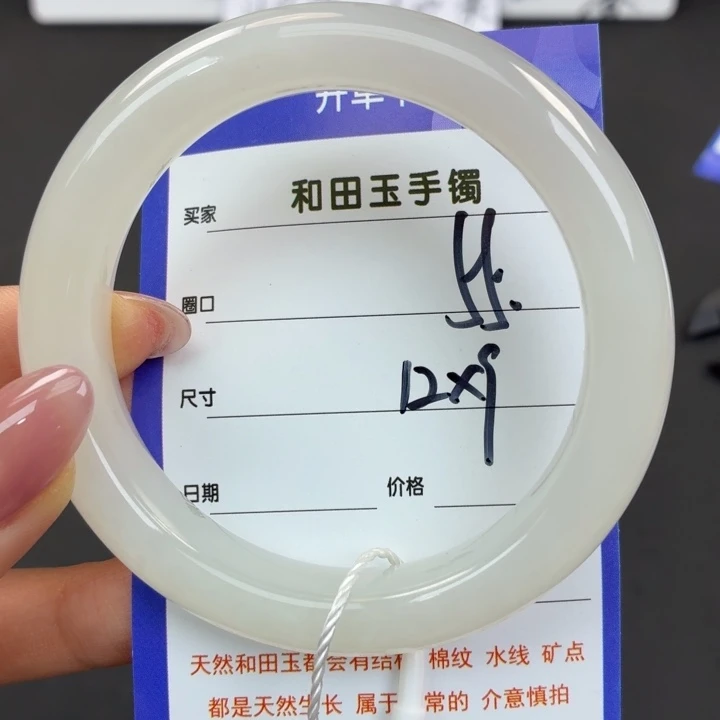 和田玉手镯
买家
圈口
尺寸 12x9
日期 价格
天然和田玉都会有结构 棉纹 水线 矿点
都是天然生长 属于 常的 介意慎拍